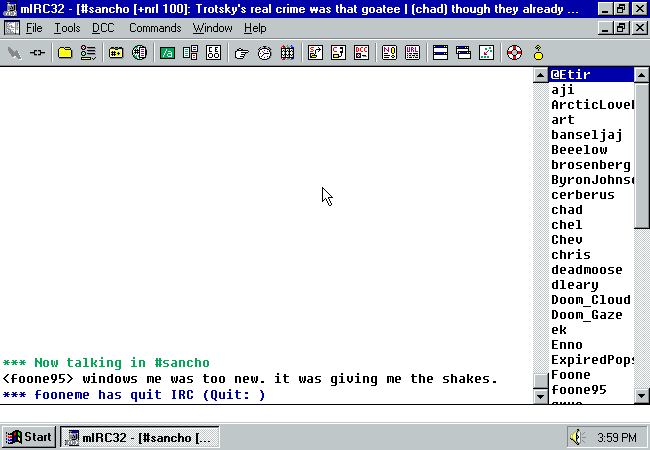 mIRC32 - [#sancho [+nrl 100]: Trotsky's real crime was that goatee | (chad) though they already ...
File Tools DCC Commands Window Help
@Etir
aji
ArcticLove
art
banseljaj
Beeelow
brosenberg
ByronJohns
cerberus
chad
chel
Chev
chris
deadmoose
dleary
Doom_Cloud
Doom_Gaze
ek
Enno
ExpiredPops
Foone
foone95
*** Now talking in #sancho
<foone95> windows me was too new. it was giving me the shakes.
*** fooneme has quit IRC (Quit: )
Start
mIRC32 - [#sancho [...
3:59 PM